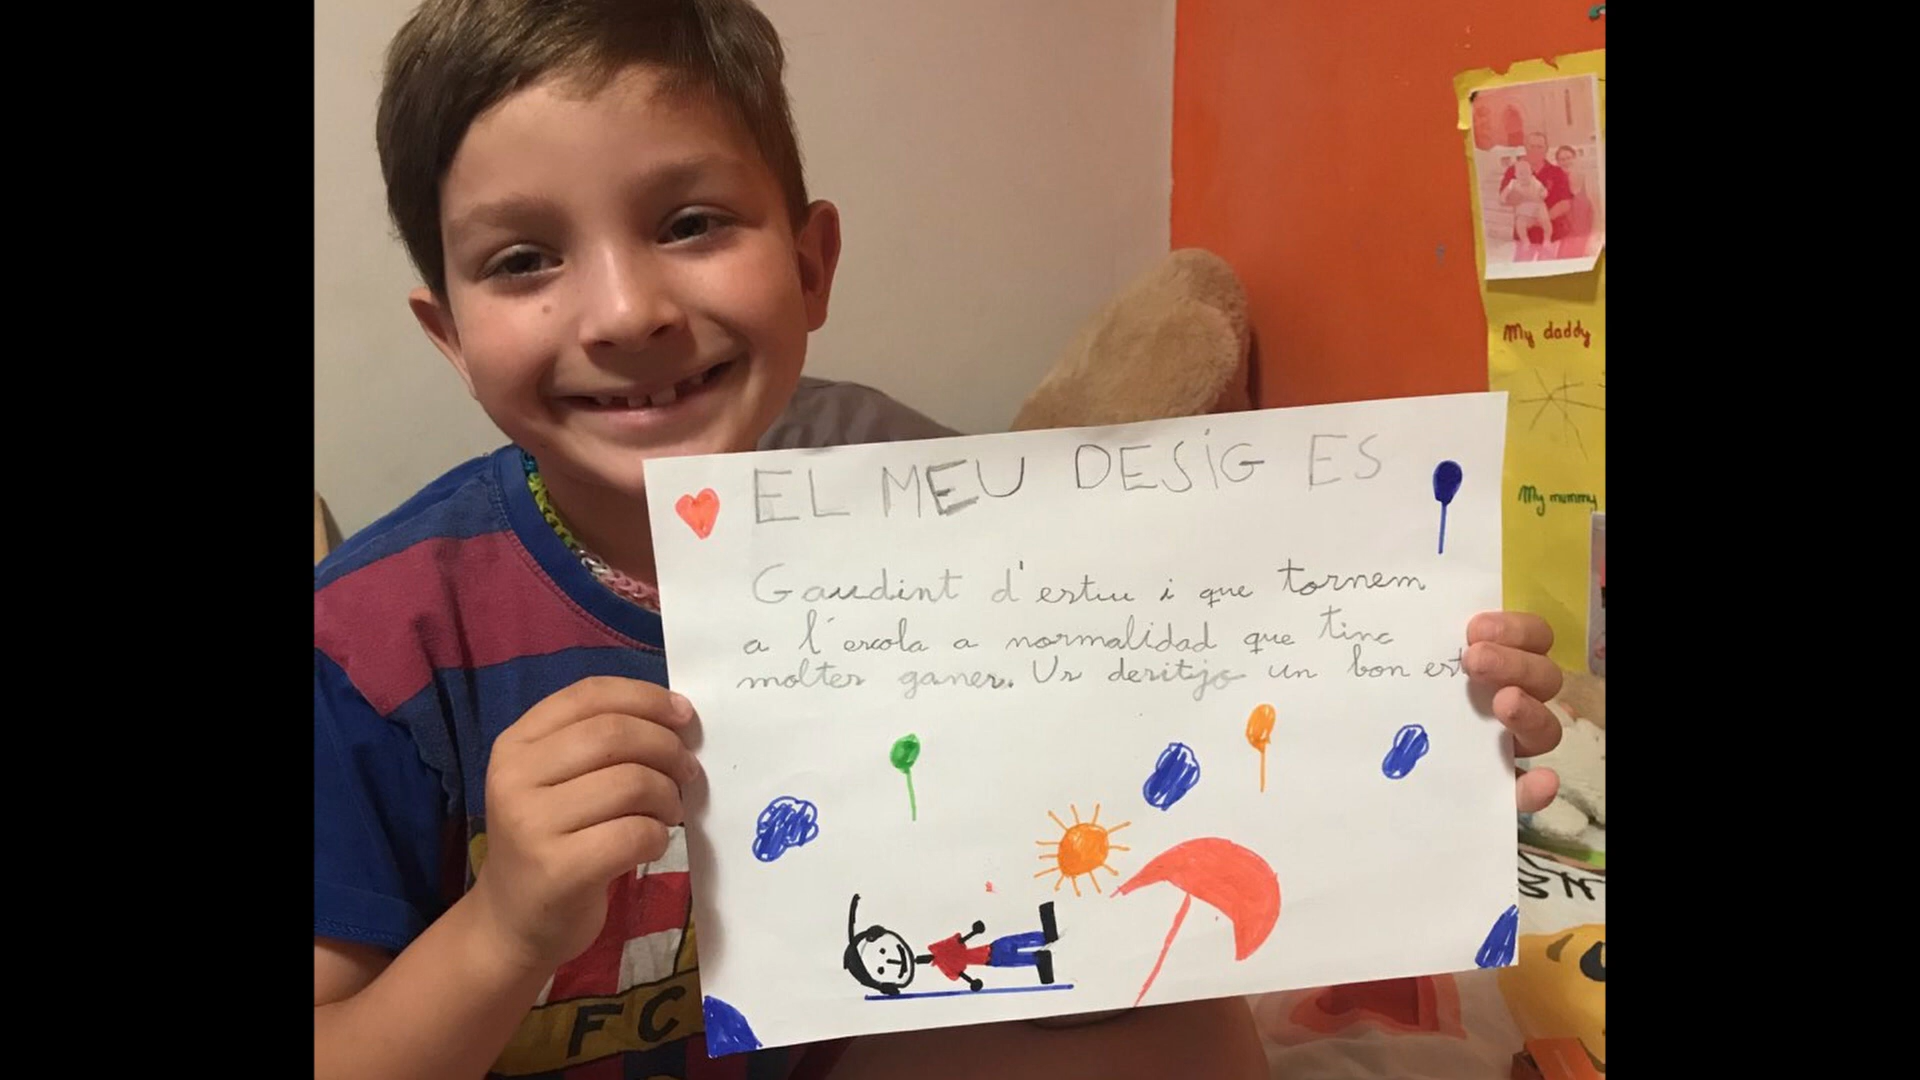 EL MEU DESiG ES
Gaudint d'estiu i que tornem
a l'escola a normalidad que tinc
moltes ganes. Us desitjo un bon est
My daddy
My mummy
FC